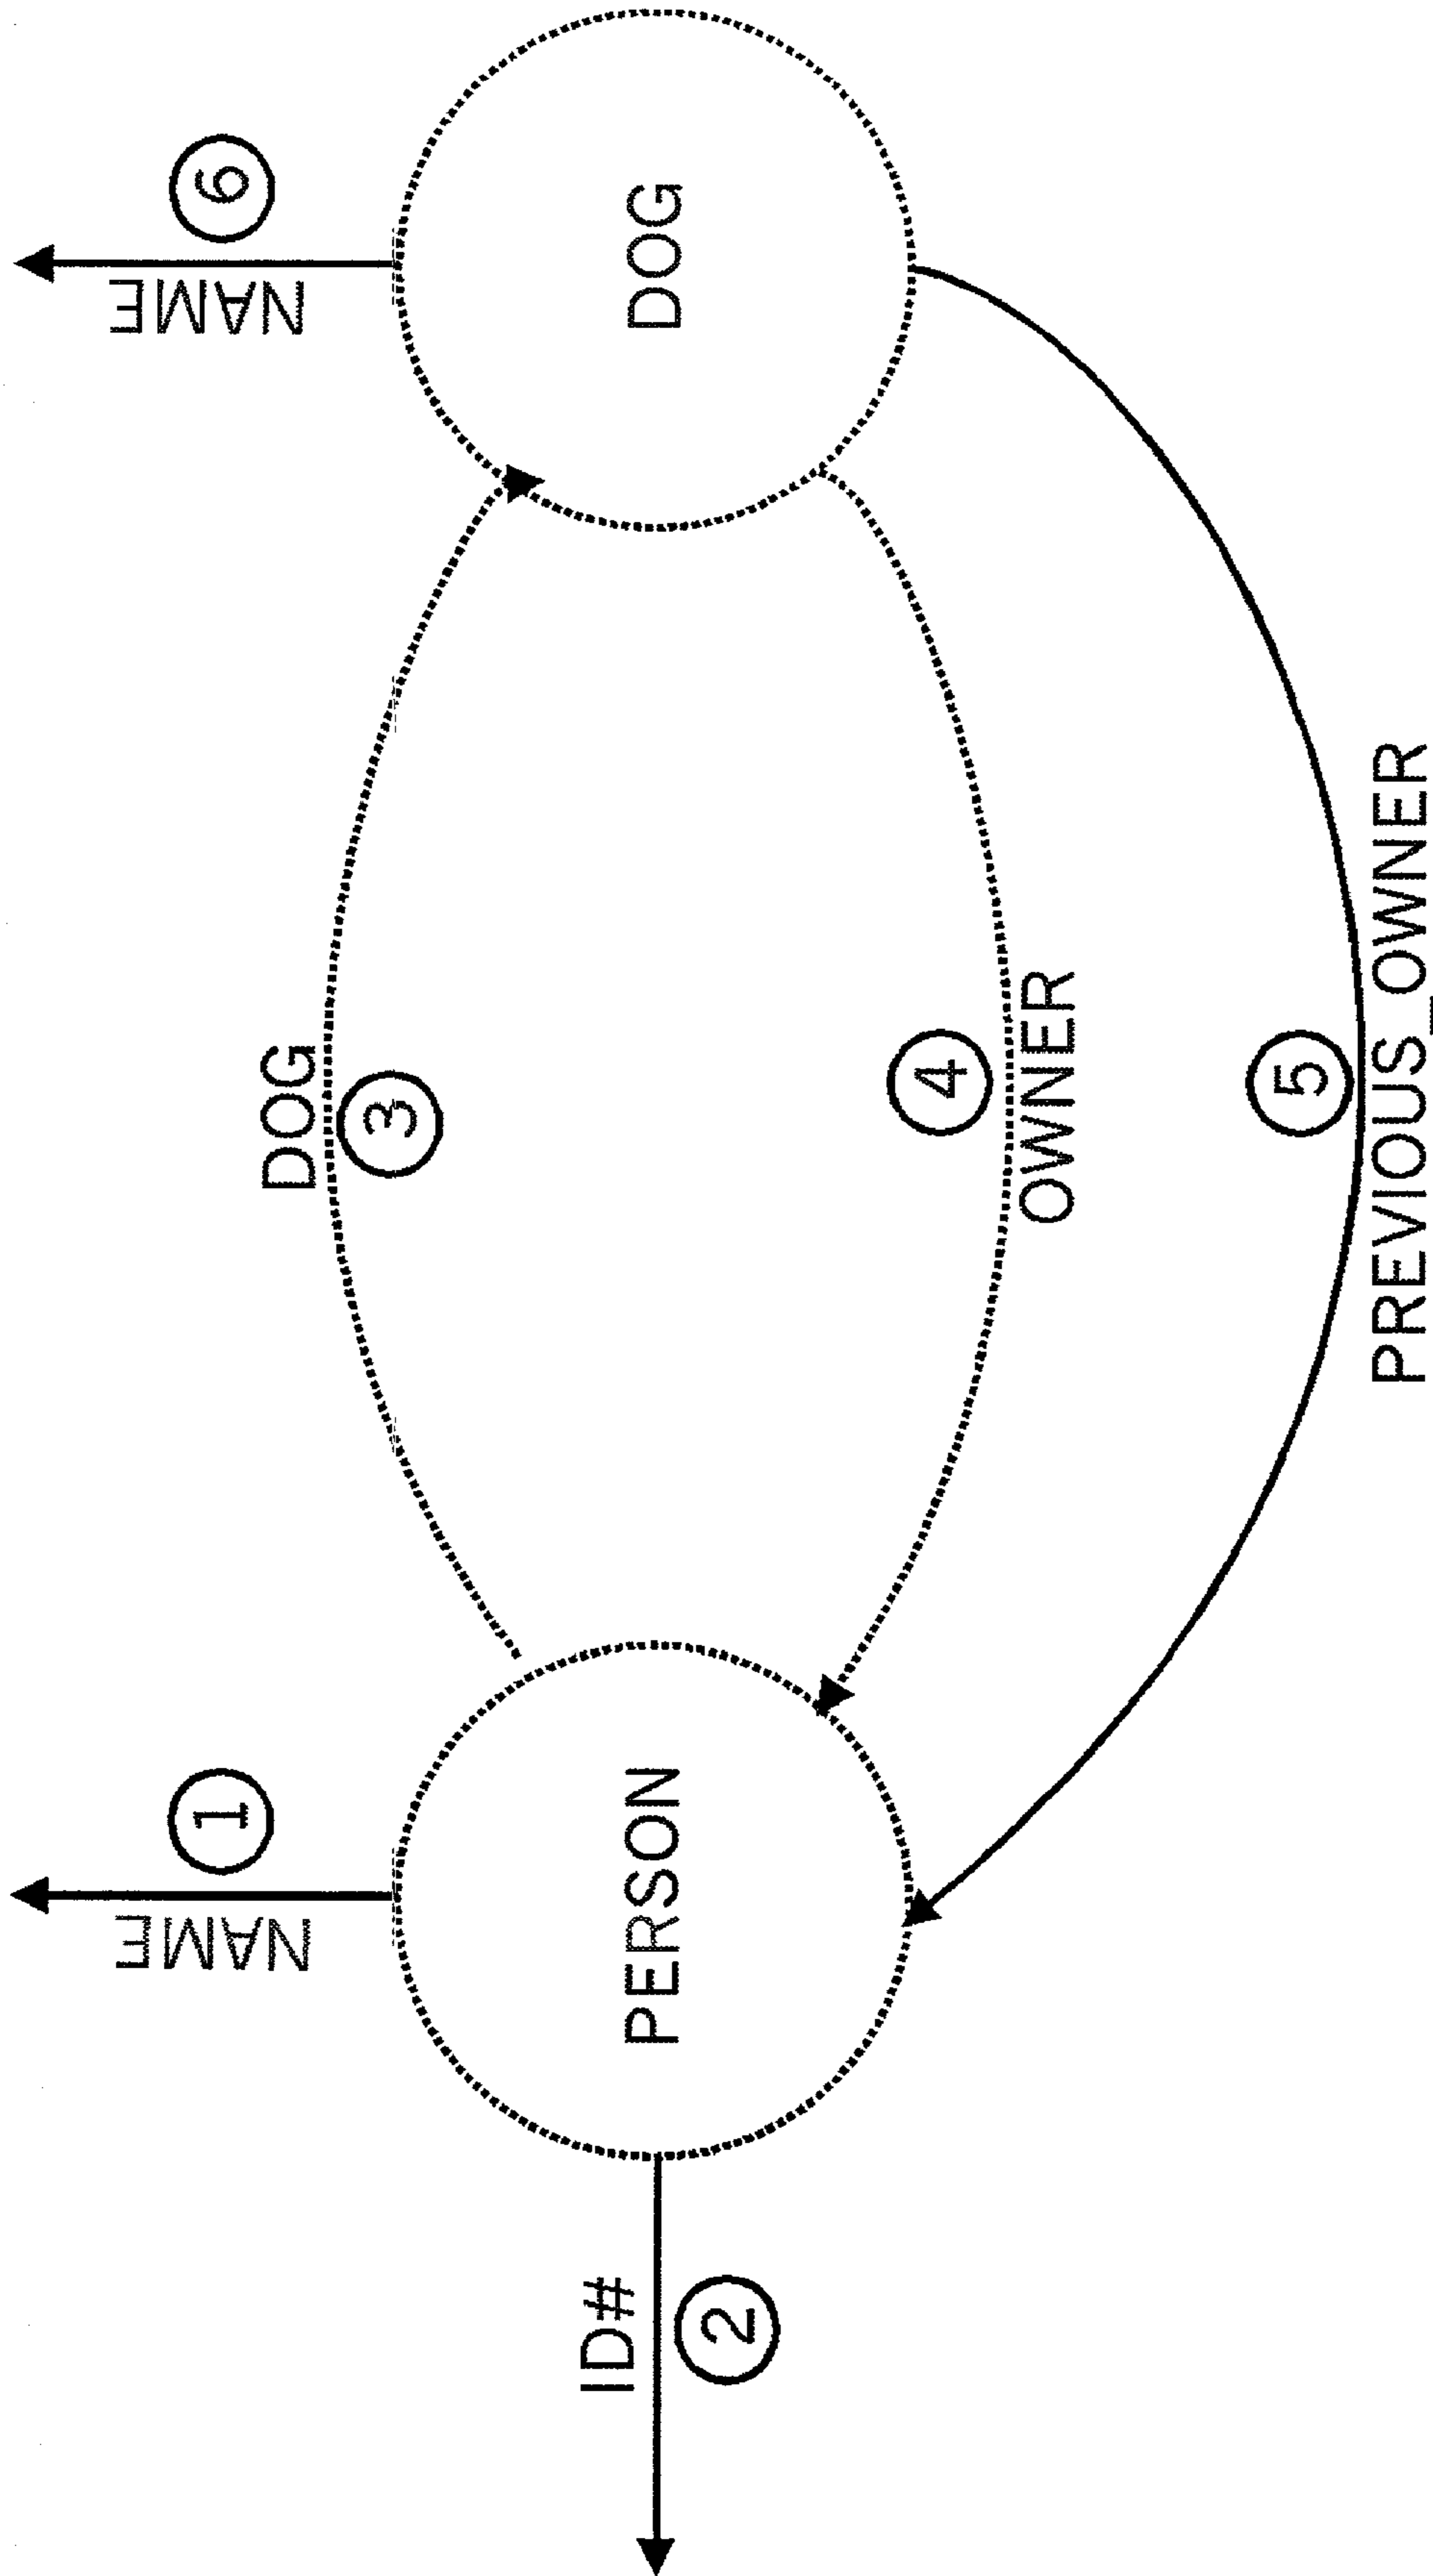 NAME
1
NAME
6
DOG
3
ID#
2
PERSON
DOG
4
OWNER
5
PREVIOUS_OWNER